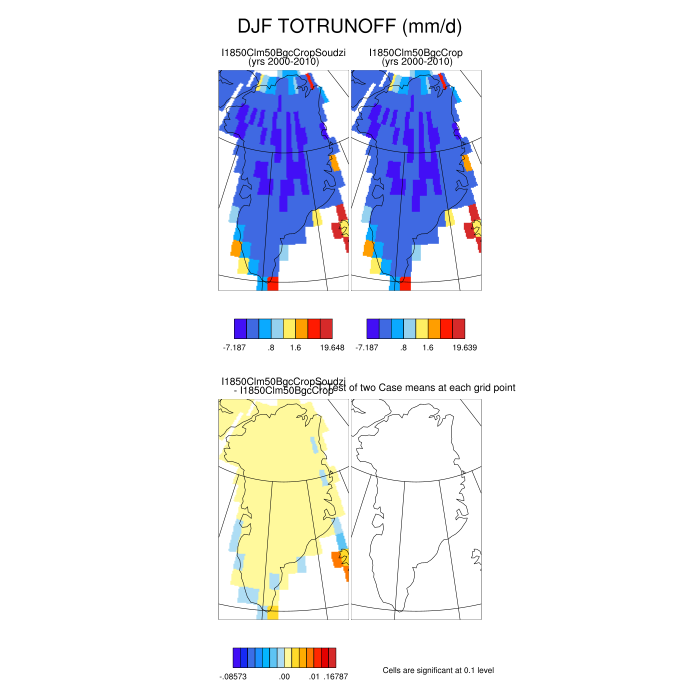 DJF TOTRUNOFF (mm/d)
I1850Clm50BgcCropSoudzi
(yrs 2000-2010)
I1850Clm50BgcCrop
(yrs 2000-2010)
-7.187 .8 1.6 19.648
-7.187 .8 1.6 19.639
I1850Clm50BgcCropSoudzi
- I1850Clm50BgcCrop
Test of two Case means at each grid point
-.08573 .00 .01 .16787
Cells are significant at 0.1 level